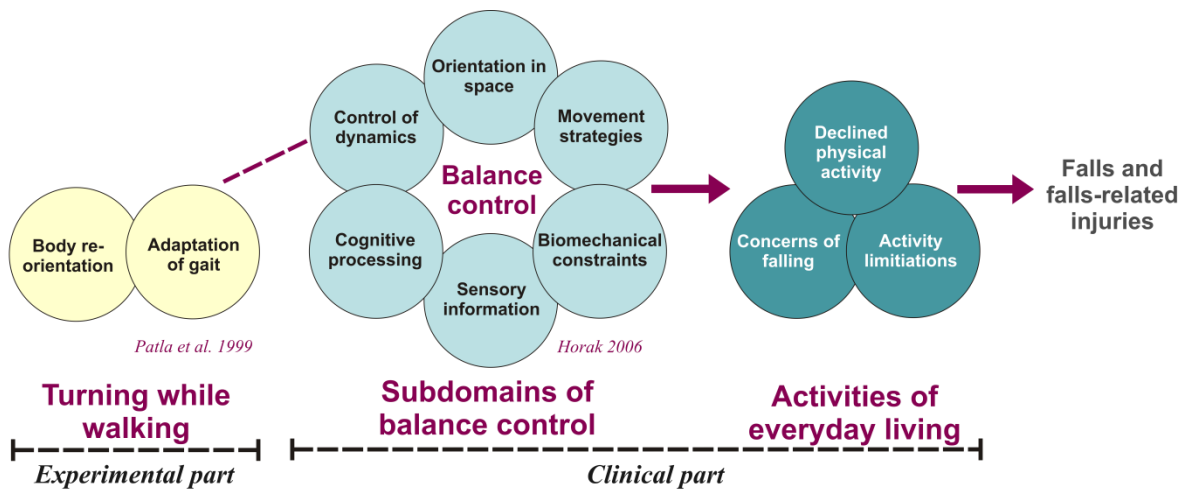 Body re-
orientation
Adaptation
of gait
Patla et al. 1999
Turning while
walking
Experimental part
Orientation in
space
Control of
dynamics
Movement
strategies
Balance
control
Cognitive
processing
Biomechanical
constraints
Sensory
information
Horak 2006
Subdomains of
balance control
Declined
physical
activity
Concerns of
falling
Activity
limitiations
Activities of
everyday living
Clinical part
Falls and
falls-related
injuries